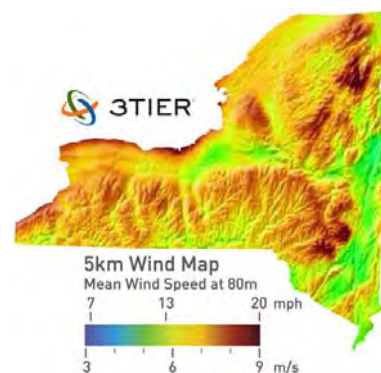 3TIER
5km Wind Map
Mean Wind Speed at 80m
7 13 20 mph
3 6 9 m/s